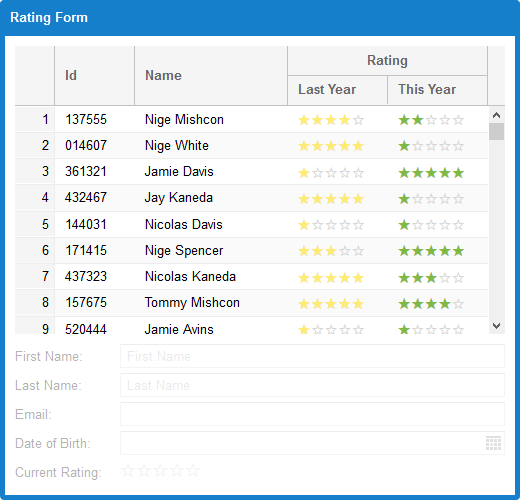 Rating Form
Rating
Id Name
Last Year This Year
1 137555 Nige Mishcon
2 014607 Nige White
3 361321 Jamie Davis
4 432467 Jay Kaneda
5 144031 Nicolas Davis
6 171415 Nige Spencer
7 437323 Nicolas Kaneda
8 157675 Tommy Mishcon
9 520444 Jamie Avins
First Name: First Name
Last Name: Last Name
Email:
Date of Birth:
Current Rating: